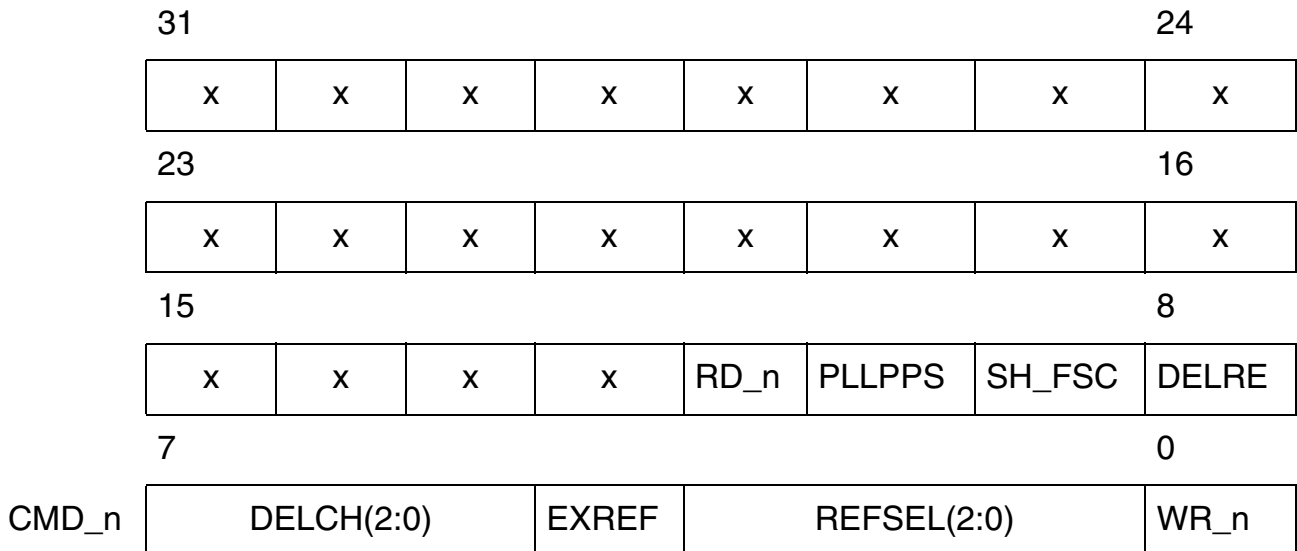 31 24
x x x x x x x x
23 16
x x x x x x x x
15 8
x x x x RD_n PLLPPS SH_FSC DELRE
7 0
CMD_n DELCH(2:0) EXREF REFSEL(2:0) WR_n